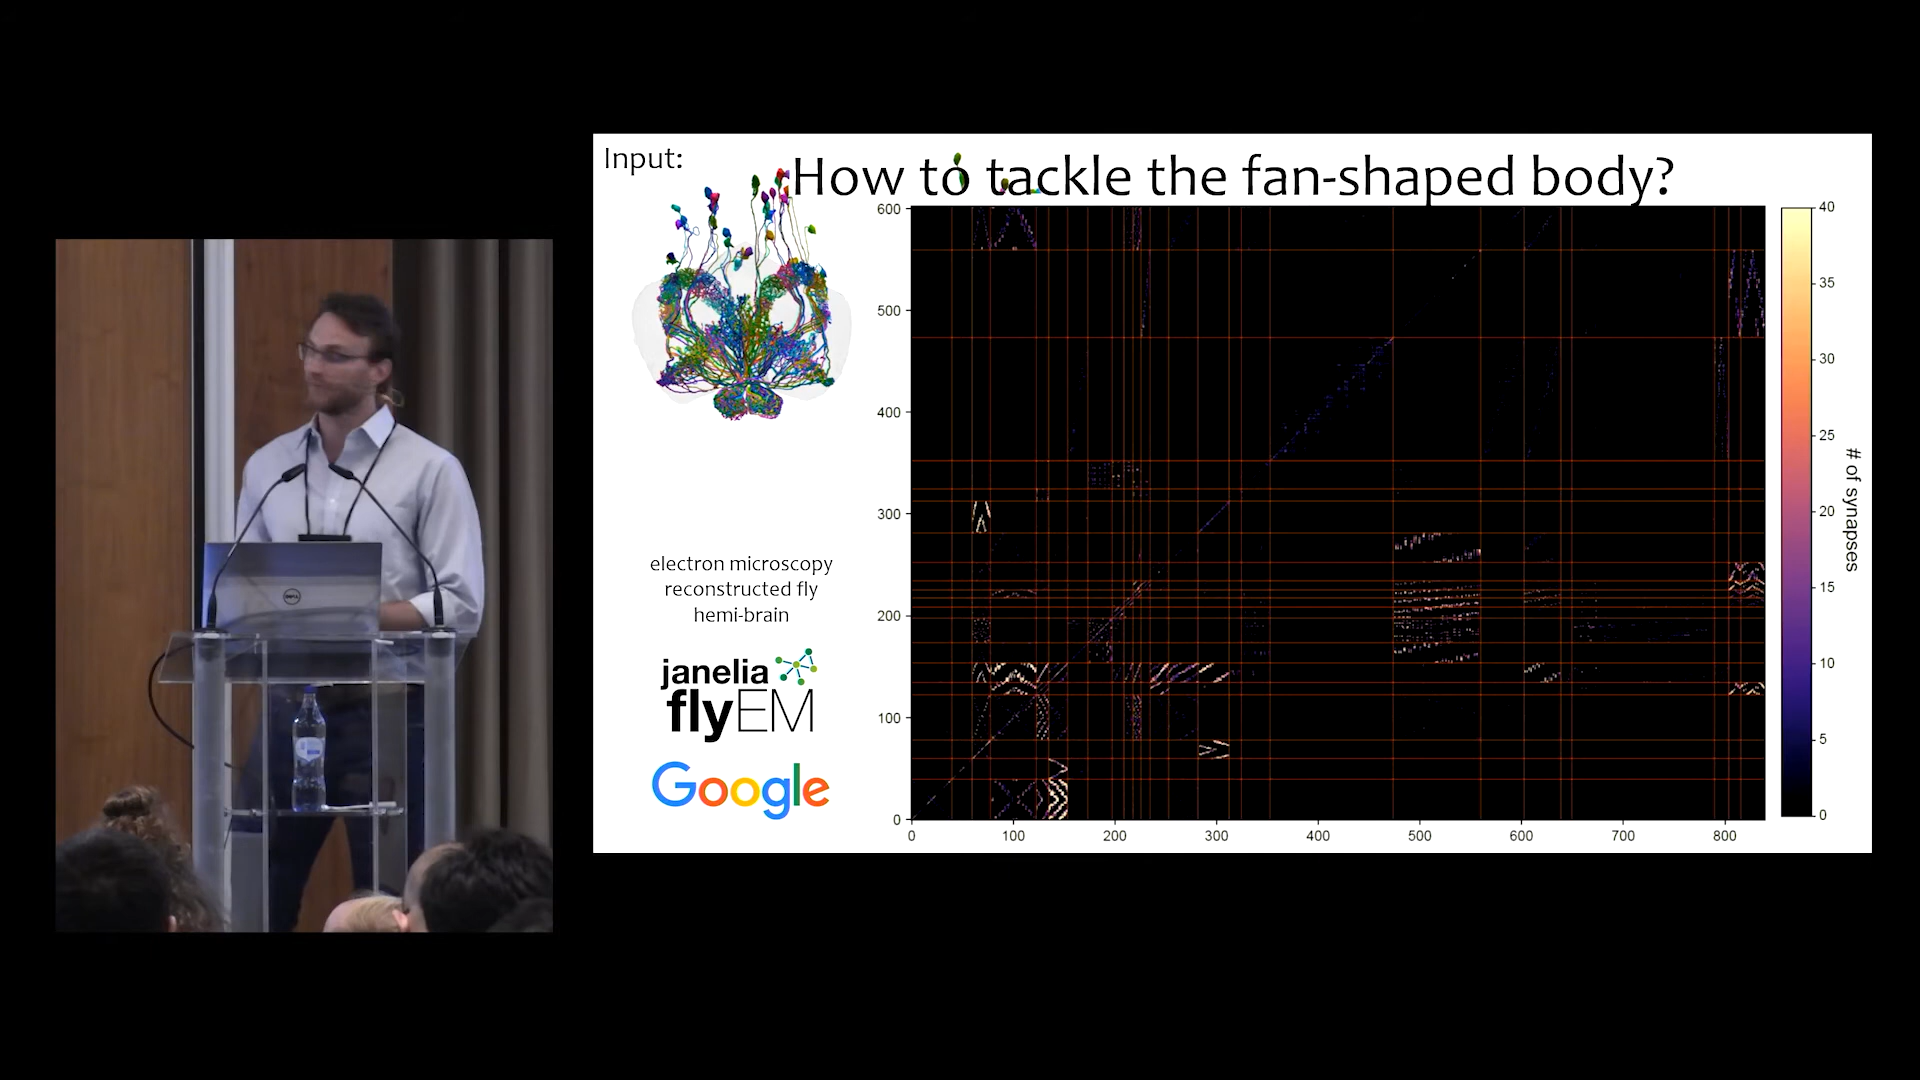 Input:
How to tackle the fan-shaped body?
electron microscopy
reconstructed fly
hemi-brain
janelia
flyEM
Google
600
500
400
300
200
100
0
0
100
200
300
400
500
600
700
800
40
35
30
25
20
15
10
5
0
# of synapses
DELL